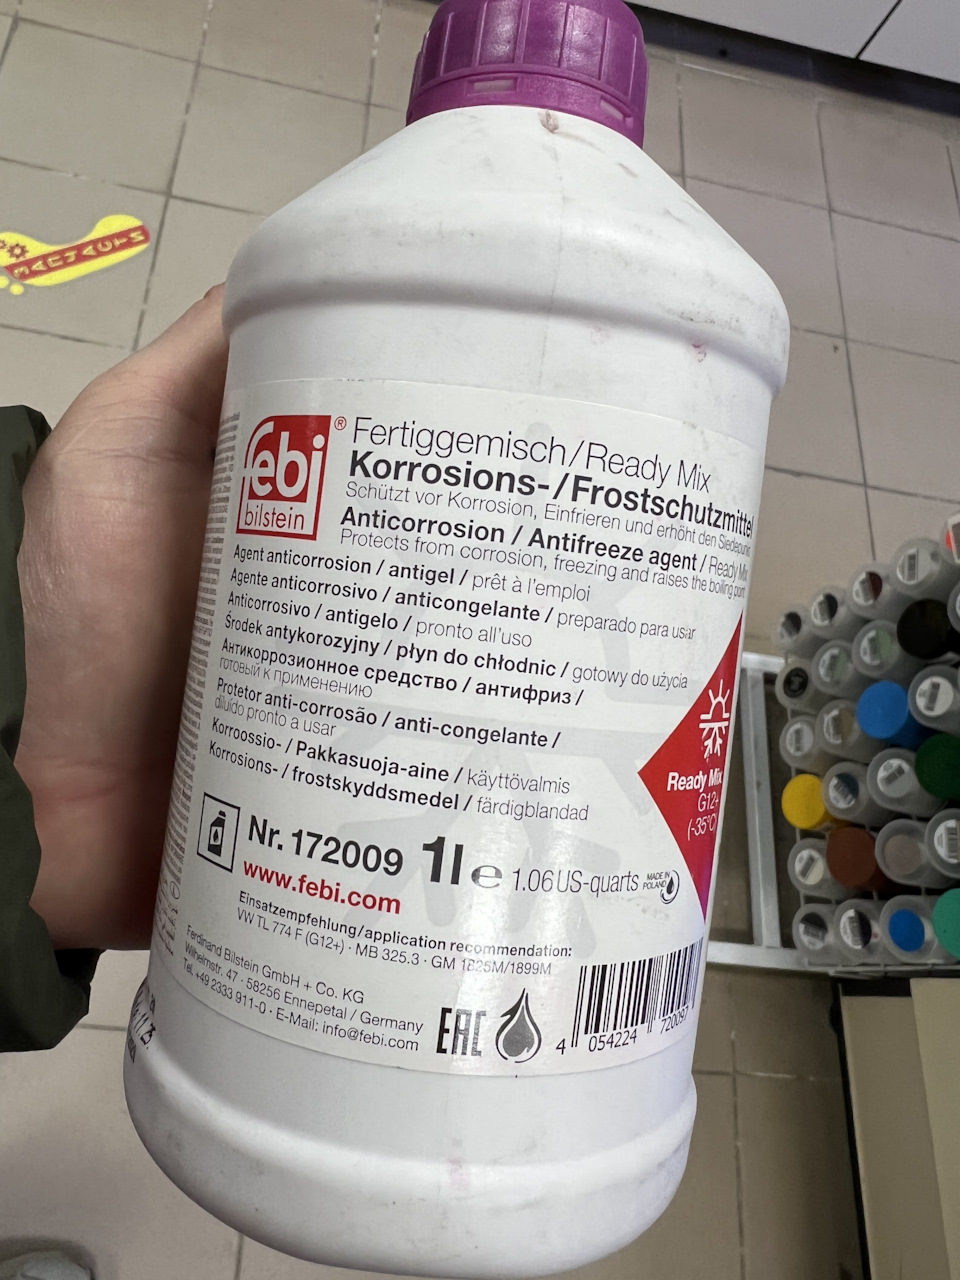 ЗАПЧАСТИ
febi®
bilstein
Fertiggemisch/Ready Mix
Korrosions-/Frostschutzmittel
Schützt vor Korrosion, Einfrieren und erhöht den Siedepunkt
Anticorrosion / Antifreeze agent / Ready Mix
Protects from corrosion, freezing and raises the boiling point
Agent anticorrosion / antigel / prêt à l'emploi
Agente anticorrosivo / anticongelante / preparado para usar
Anticorrosivo / antigelo / pronto all'uso
Środek antykorozyjny / płyn do chłodnic / gotowy do użycia
Антикоррозионное средство / антифриз /
готовый к применению
Protetor anti-corrosão / anti-congelante /
diluído pronto a usar
Korroossio- / Pakkasuoja-aine / käyttövalmis
Korrosions- / frostskyddsmedel / färdigblandad
Ready Mix
G12+
(-35°C)
Nr. 172009 1l e 1.06 US-quarts
MADE IN
POLAND
www.febi.com
Einsatzempfehlung/application recommendation:
VW TL 774 F (G12+) · MB 325.3 · GM 1825M/1899M
Ferdinand Bilstein GmbH + Co. KG
Wilhelmstr. 47 · 58256 Ennepetal / Germany
Tel. +49 2333 911-0 · E-Mail: info@febi.com
EAC
4 054224 720097